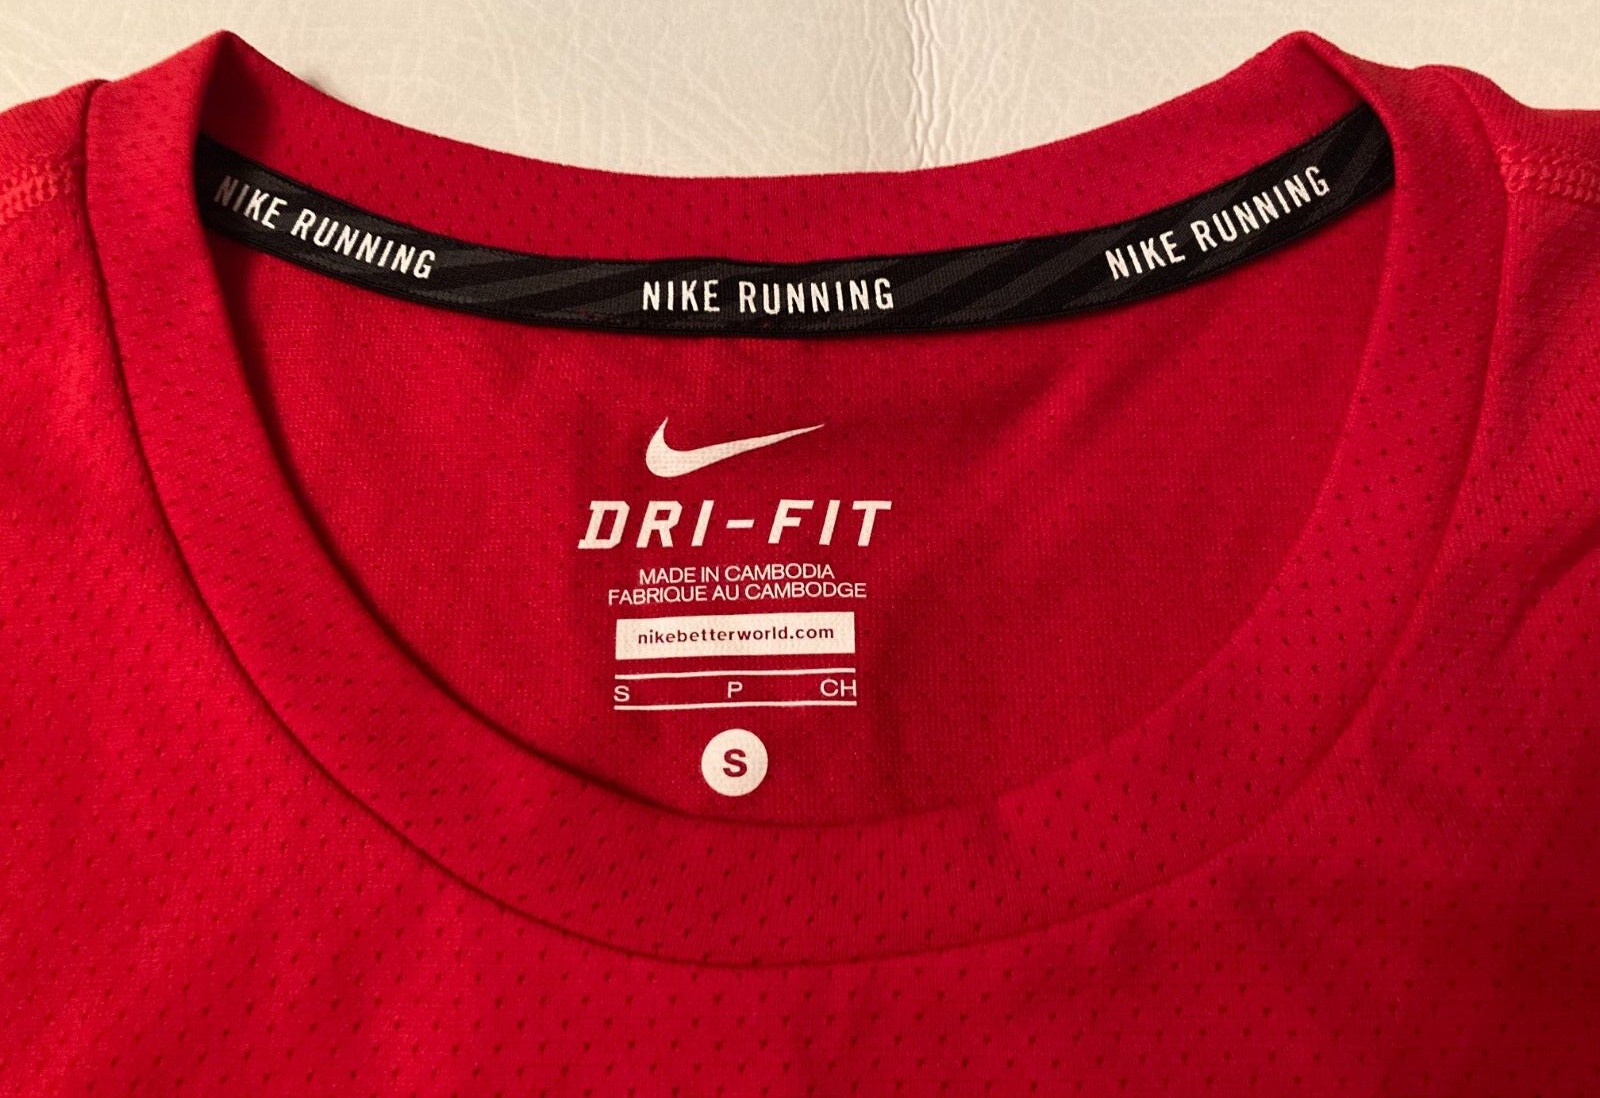 NIKE RUNNING
NIKE RUNNING
NIKE RUNNING
DRI-FIT
MADE IN CAMBODIA
FABRIQUE AU CAMBODGE
nikebetterworld.com
S P CH
S